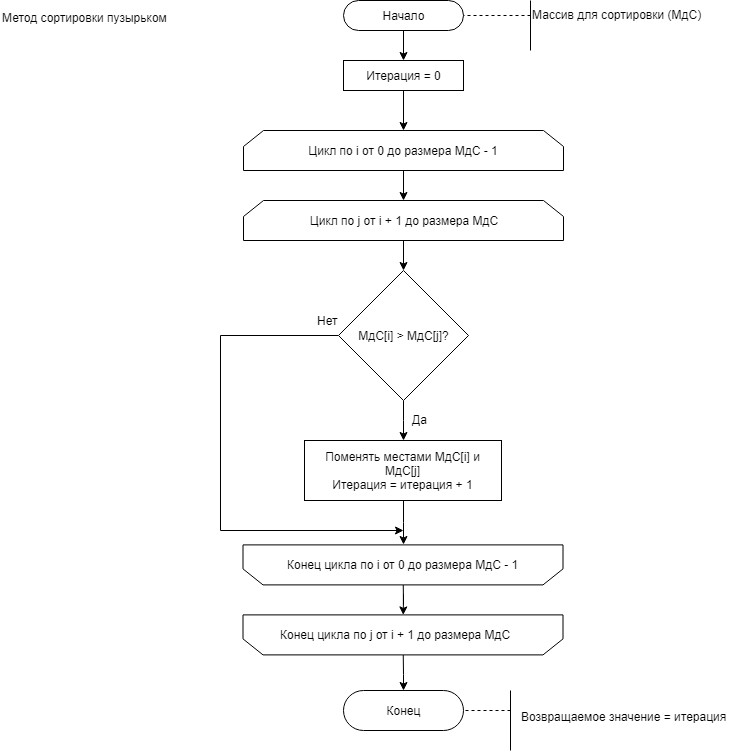 Метод сортировки пузырьком
Начало
Массив для сортировки (МдС)
Итерация = 0
Цикл по i от 0 до размера МдС - 1
Цикл по j от i + 1 до размера МдС
Нет
МдС[i] > МдС[j]?
Да
Поменять местами МдС[i] и
МдС[j]
Итерация = итерация + 1
Конец цикла по i от 0 до размера МдС - 1
Конец цикла по j от i + 1 до размера МдС
Конец
Возвращаемое значение = итерация